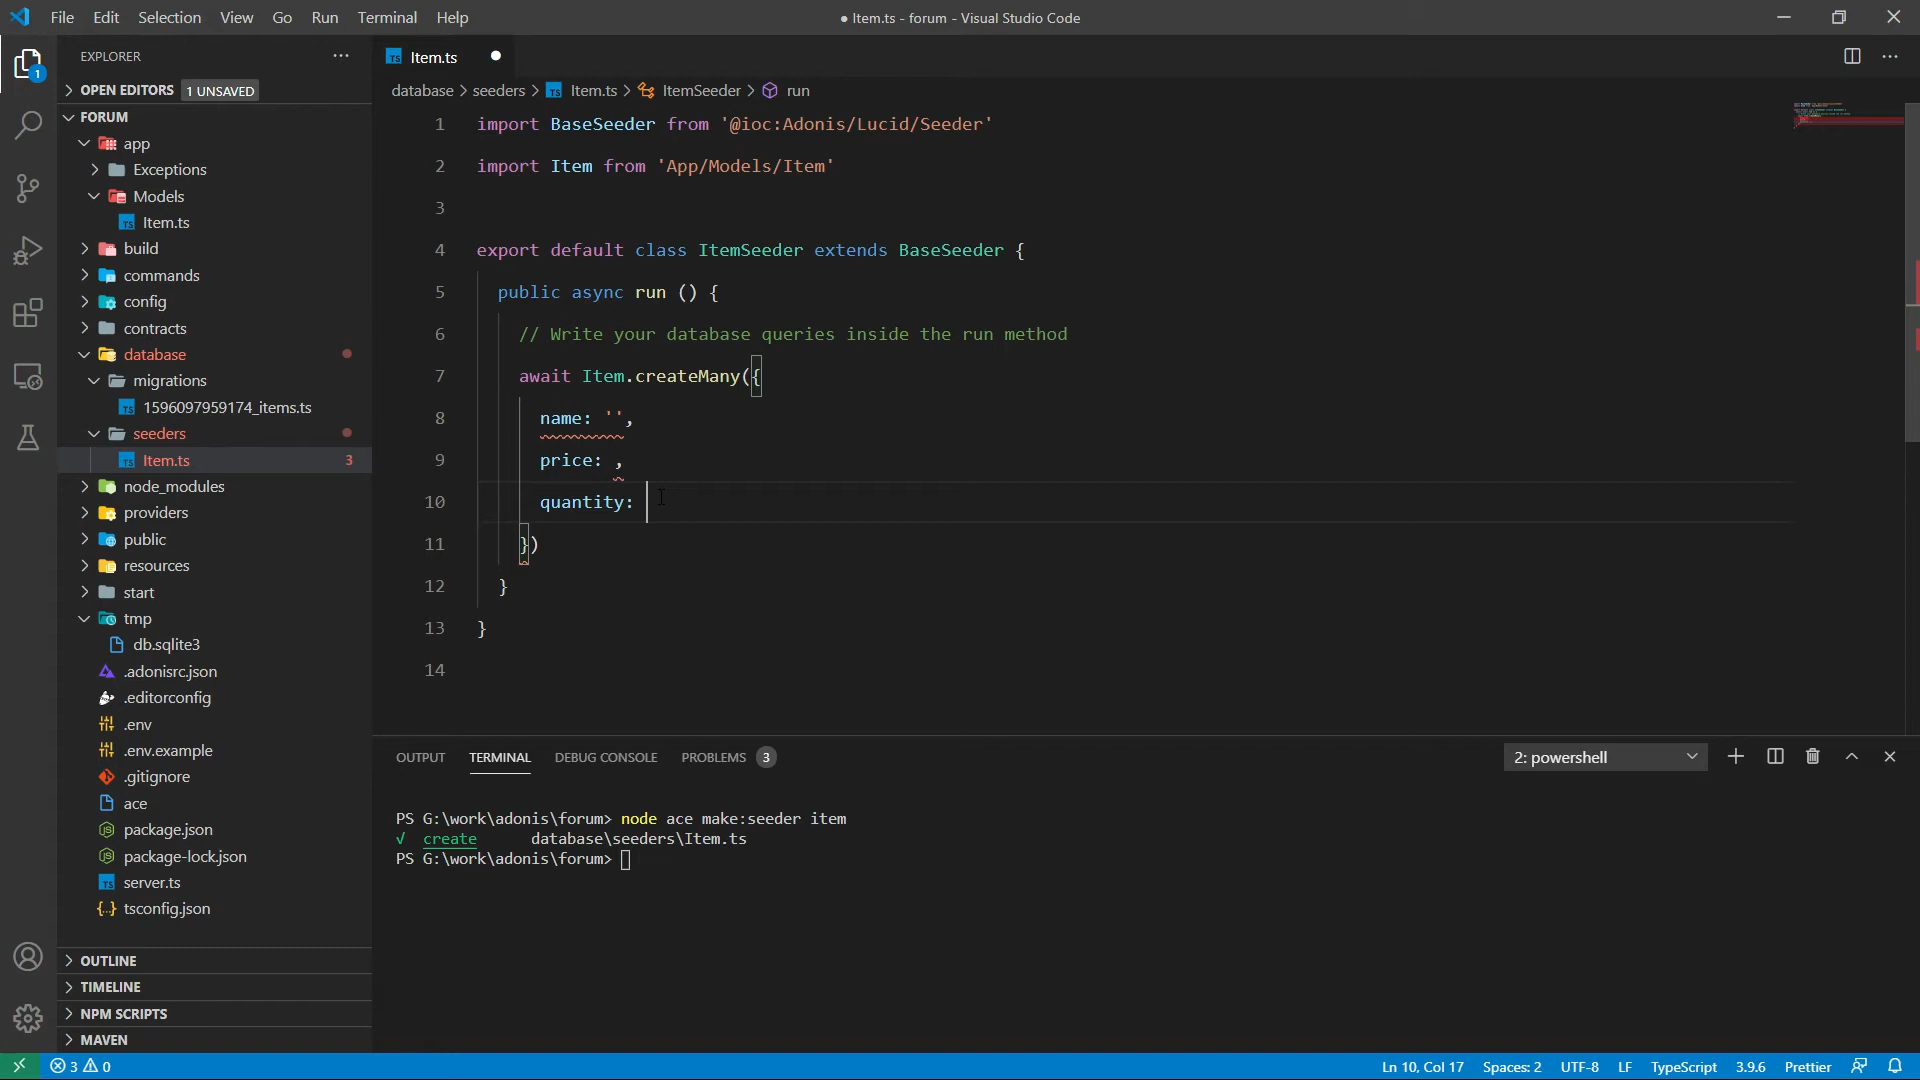 File Edit Selection View Go Run Terminal Help
● Item.ts - forum - Visual Studio Code
EXPLORER
OPEN EDITORS 1 UNSAVED
FORUM
app
Exceptions
Models
Item.ts
build
commands
config
contracts
database
migrations
1596097959174_items.ts
seeders
Item.ts 3
node_modules
providers
public
resources
start
tmp
db.sqlite3
.adonisrc.json
.editorconfig
.env
.env.example
.gitignore
ace
package.json
package-lock.json
server.ts
tsconfig.json
OUTLINE
TIMELINE
NPM SCRIPTS
MAVEN
1
TS Item.ts
database > seeders > TS Item.ts > ItemSeeder > run
1 import BaseSeeder from '@ioc:Adonis/Lucid/Seeder'
2 import Item from 'App/Models/Item'
3
4 export default class ItemSeeder extends BaseSeeder {
5 public async run () {
6 // Write your database queries inside the run method
7 await Item.createMany({
8 name: '',
9 price: ,
10 quantity:
11 })
12 }
13 }
14
OUTPUT TERMINAL DEBUG CONSOLE PROBLEMS 3
2: powershell
PS G:\work\adonis\forum> node ace make:seeder item
√ create database\seeders\Item.ts
PS G:\work\adonis\forum>
3 0
Ln 10, Col 17 Spaces: 2 UTF-8 LF TypeScript 3.9.6 Prettier